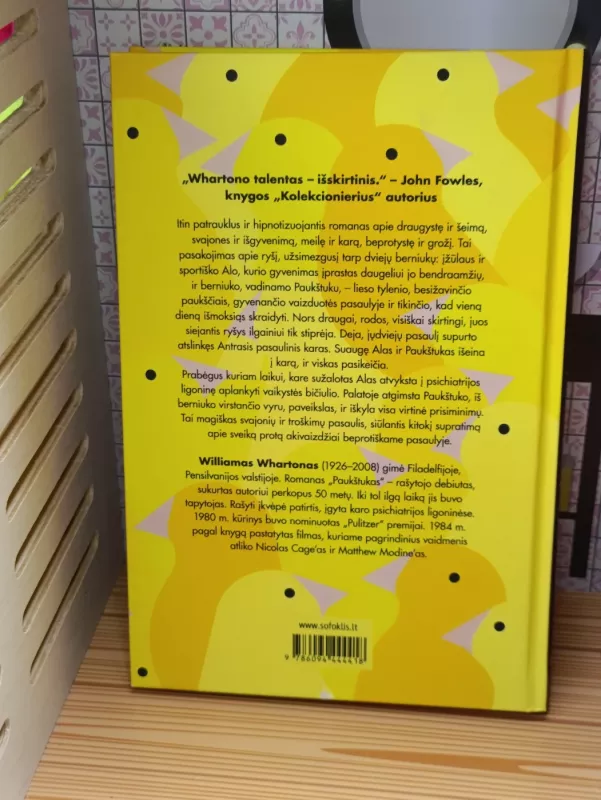 „Whartono talentas – išskirtinis.“ – John Fowles,
knygos „Kolekcionierius“ autorius
Itin patrauklus ir hipnotizuojantis romanas apie draugystę ir šeimą,
svajones ir išgyvenimą, meilę ir karą, beprotystę ir grožį. Tai
pasakojimas apie ryšį, užsimezgusį tarp dviejų berniukų: įžūlaus ir
sportiško Alo, kurio gyvenimas įprastas daugeliui jo bendraamžių,
ir berniuko, vadinamo Paukštuku, – lieso tylenio, besižavinčio
paukščiais, gyvenančio vaizduotės pasaulyje ir tikinčio, kad vieną
dieną išmoksiąs skraidyti. Nors draugai, rodos, visiškai skirtingi, juos
siejantis ryšys ilgainiui tik stiprėja. Deja, jųdviejų pasaulį supurto
atslinkęs Antrasis pasaulinis karas. Suaugę Alas ir Paukštukas išeina
į karą, ir viskas pasikeičia.
Prabėgus kuriam laikui, kare sužalotas Alas atvyksta į psichiatrijos
ligoninę aplankyti vaikystės bičiulio. Palatoje atgimsta Paukštuko, iš
berniuko virstančio vyru, paveikslas, ir iškyla visa virtinė prisiminimų.
Tai magiškas svajonių ir troškimų pasaulis, siūlantis kitokį supratimą
apie sveiką protą akivaizdžiai beprotiškame pasaulyje.
Williamas Whartonas (1926–2008) gimė Filadelfijoje,
Pensilvanijos valstijoje. Romanas „Paukštukas“ – rašytojo debiutas,
sukurtas autoriui perkopus 50 metų. Iki tol ilgą laiką jis buvo
tapytojas. Rašyti įkvėpė patirtis, įgyta karo psichiatrijos ligoninėse.
1980 m. kūrinys buvo nominuotas „Pulitzer“ premijai. 1984 m.
pagal knygą pastatytas filmas, kuriame pagrindinius vaidmenis
atliko Nicolas Cage’as ir Matthew Modine’as.
www.sofoklis.lt
9 786094 444418